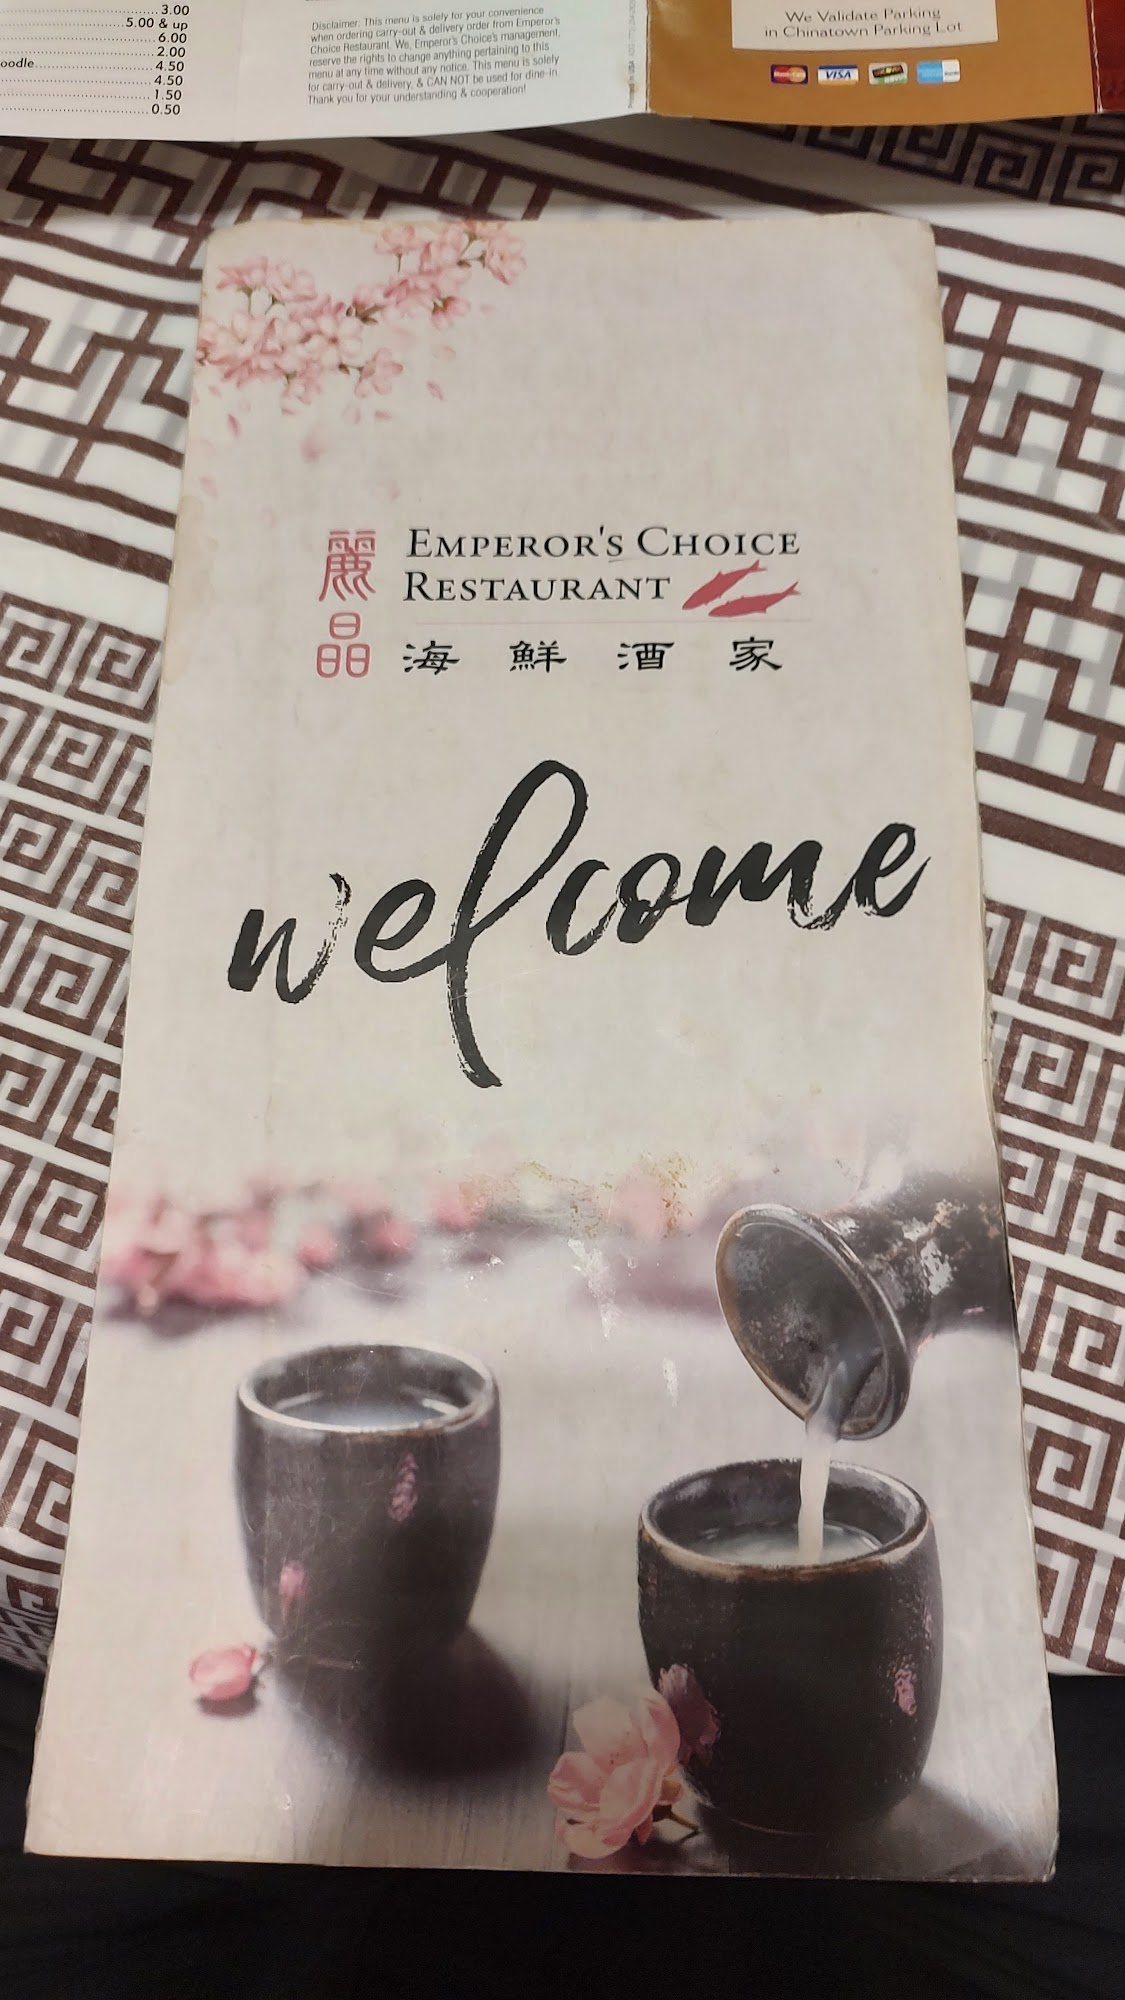 3.00
5.00 & up
6.00
2.00
oodle 4.50
4.50
1.50
0.50
Disclaimer: This menu is solely for your convenience
when ordering carry-out & delivery order from Emperor's
Choice Restaurant. We, Emperor's Choice's management,
reserve the rights to change anything pertaining to this
menu at any time without any notice. This menu is solely
for carry-out & delivery, & CAN NOT be used for dine-in.
Thank you for your understanding & cooperation!
We Validate Parking
in Chinatown Parking Lot
MasterCard VISA
麗晶
EMPEROR'S CHOICE
RESTAURANT
海鮮酒家
welcome